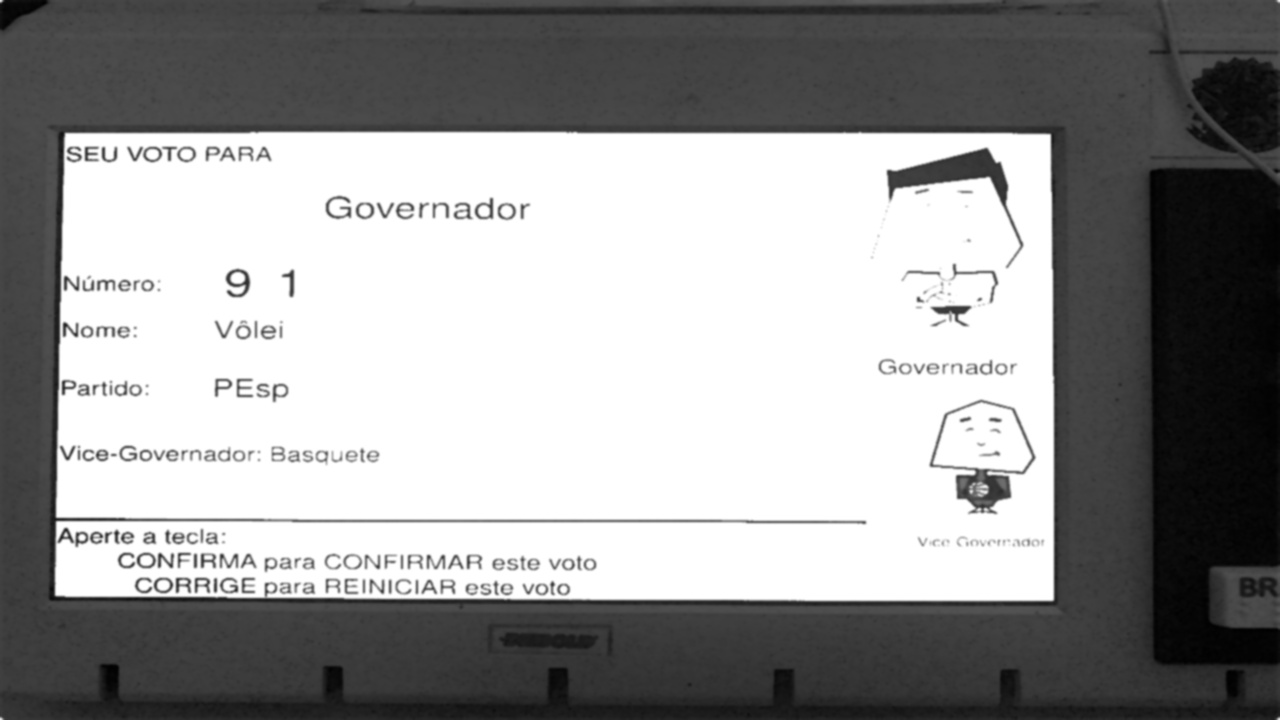 SEU VOTO PARA
Governador
Número: 9 1
Nome: Vôlei
Partido: PEsp
Vice-Governador: Basquete
Aperte a tecla:
CONFIRMA para CONFIRMAR este voto
CORRIGE para REINICIAR este voto
Governador
Vice Governador
DIEBOLD
BR